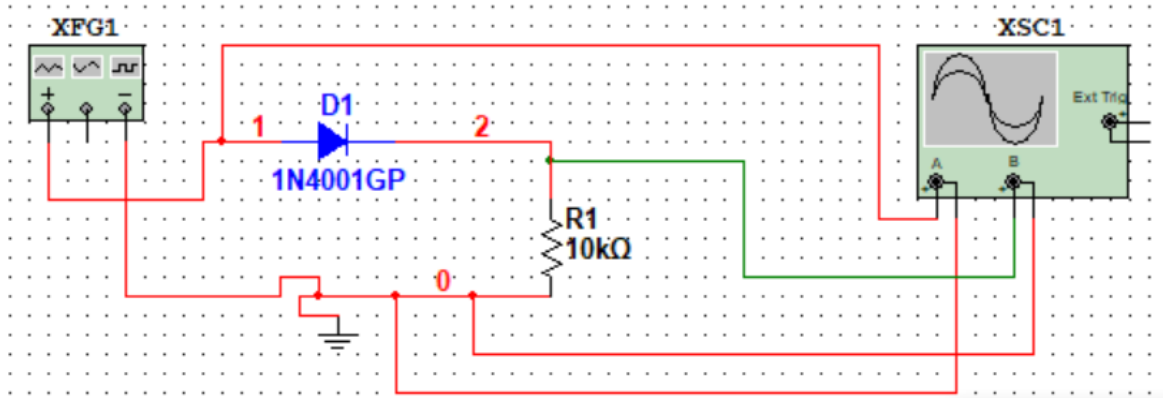 XFG1
XSC1
+
−
D1
1
2
1N4001GP
Ext Trig
+
A
B
+
+
R1
10kΩ
0